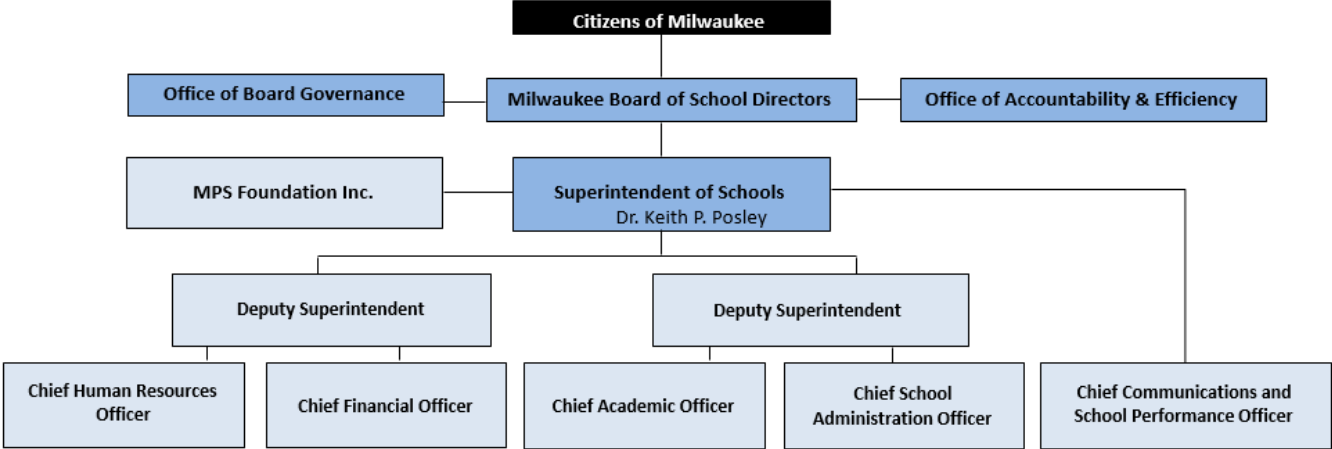 Citizens of Milwaukee
Office of Board Governance
Milwaukee Board of School Directors
Office of Accountability & Efficiency
MPS Foundation Inc.
Superintendent of Schools
Dr. Keith P. Posley
Deputy Superintendent
Deputy Superintendent
Chief Human Resources
Officer
Chief Financial Officer
Chief Academic Officer
Chief School
Administration Officer
Chief Communications and
School Performance Officer